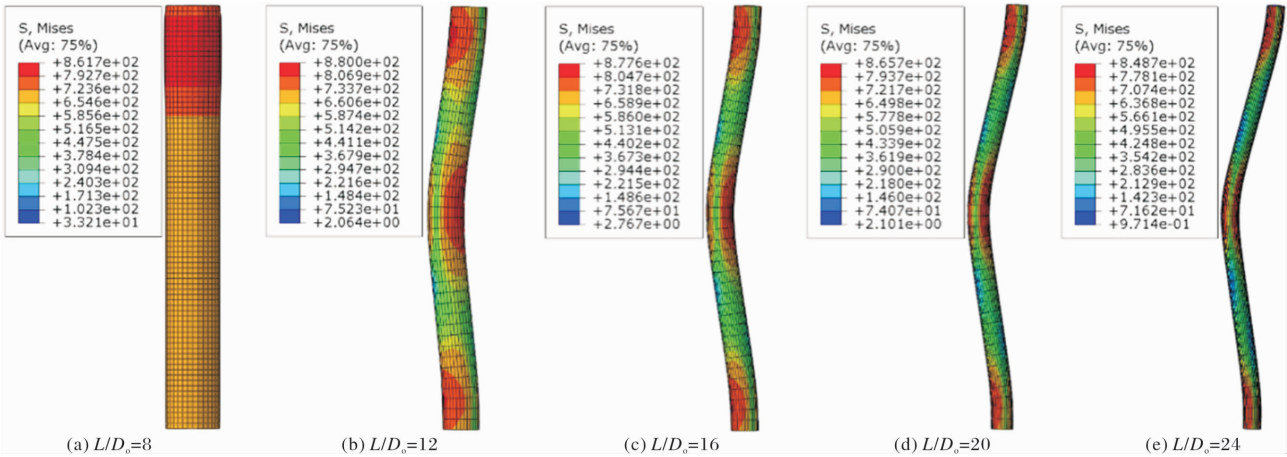 S, Mises
(Avg: 75%)
+8.617e+02
+7.927e+02
+7.236e+02
+6.546e+02
+5.856e+02
+5.165e+02
+4.475e+02
+3.784e+02
+3.094e+02
+2.403e+02
+1.713e+02
+1.023e+02
+3.321e+01
(a) L/Dₒ=8
S, Mises
(Avg: 75%)
+8.800e+02
+8.069e+02
+7.337e+02
+6.606e+02
+5.874e+02
+5.142e+02
+4.411e+02
+3.679e+02
+2.947e+02
+2.216e+02
+1.484e+02
+7.523e+01
+2.064e+00
(b) L/Dₒ=12
S, Mises
(Avg: 75%)
+8.776e+02
+8.047e+02
+7.318e+02
+6.589e+02
+5.860e+02
+5.131e+02
+4.402e+02
+3.673e+02
+2.944e+02
+2.215e+02
+1.486e+02
+7.567e+01
+2.767e+00
(c) L/Dₒ=16
S, Mises
(Avg: 75%)
+8.657e+02
+7.937e+02
+7.217e+02
+6.498e+02
+5.778e+02
+5.059e+02
+4.339e+02
+3.619e+02
+2.900e+02
+2.180e+02
+1.460e+02
+7.407e+01
+2.101e+00
(d) L/Dₒ=20
S, Mises
(Avg: 75%)
+8.487e+02
+7.781e+02
+7.074e+02
+6.368e+02
+5.661e+02
+4.955e+02
+4.248e+02
+3.542e+02
+2.836e+02
+2.129e+02
+1.423e+02
+7.162e+01
+9.714e-01
(e) L/Dₒ=24